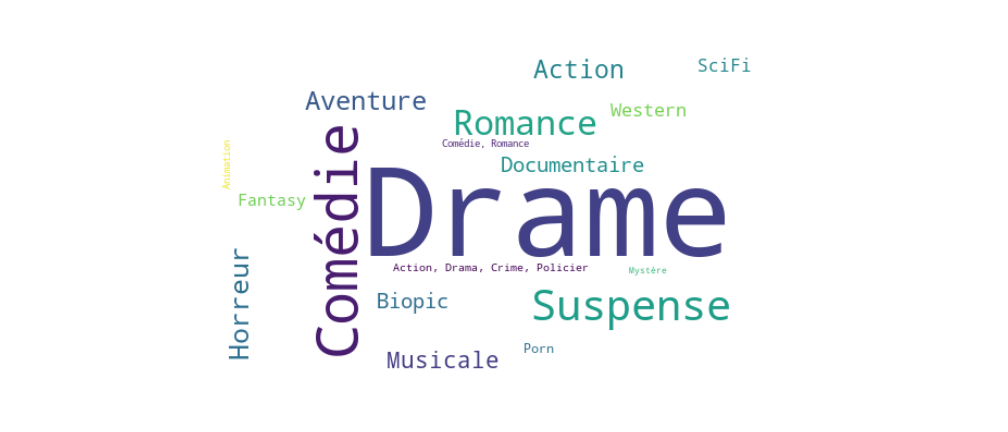 Action
SciFi
Aventure
Western
Romance
Comédie, Romance
Documentaire
Animation
Comédie
Drame
Fantasy
Action, Drama, Crime, Policier
Mystère
Horreur
Biopic
Suspense
Musicale
Porn